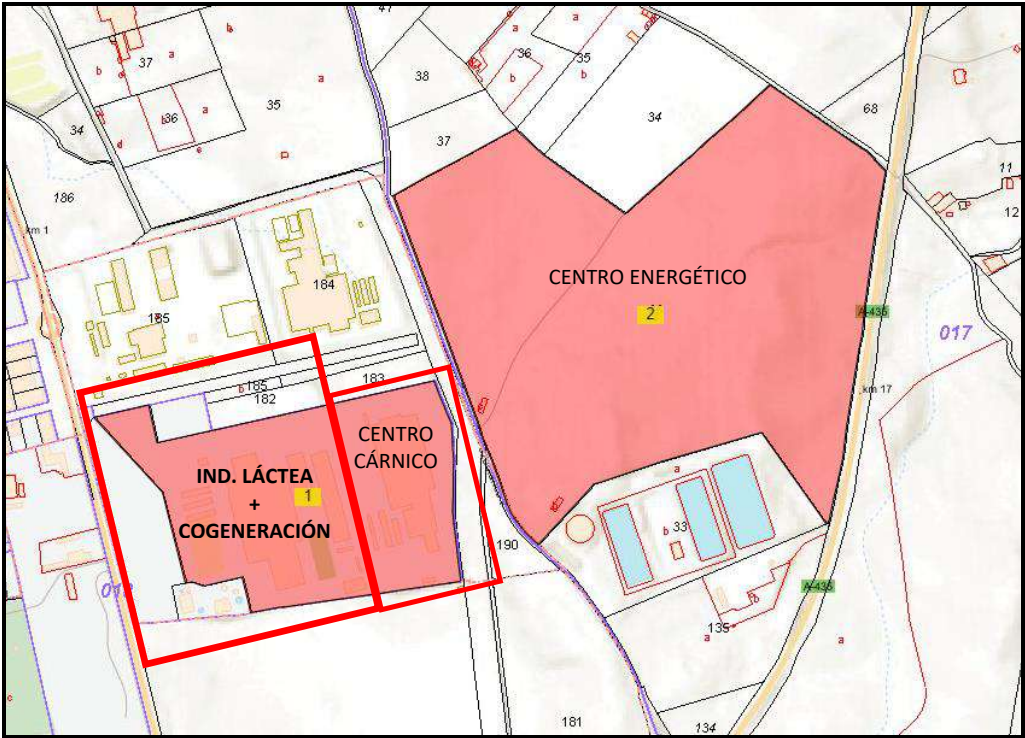 47
37
b
a
b
a
38
36
a
35
b
b
34
68
35
36
a
b
34
37
d
e
11
12
186
km 1
184
185
CENTRO ENERGÉTICO
2
A-435
017
b
185
183
182
km 17
CENTRO
CÁRNICO
IND. LÁCTEA
+
1
COGENERACIÓN
a
b
33
190
A-435
135
a
b
a
181
134
c